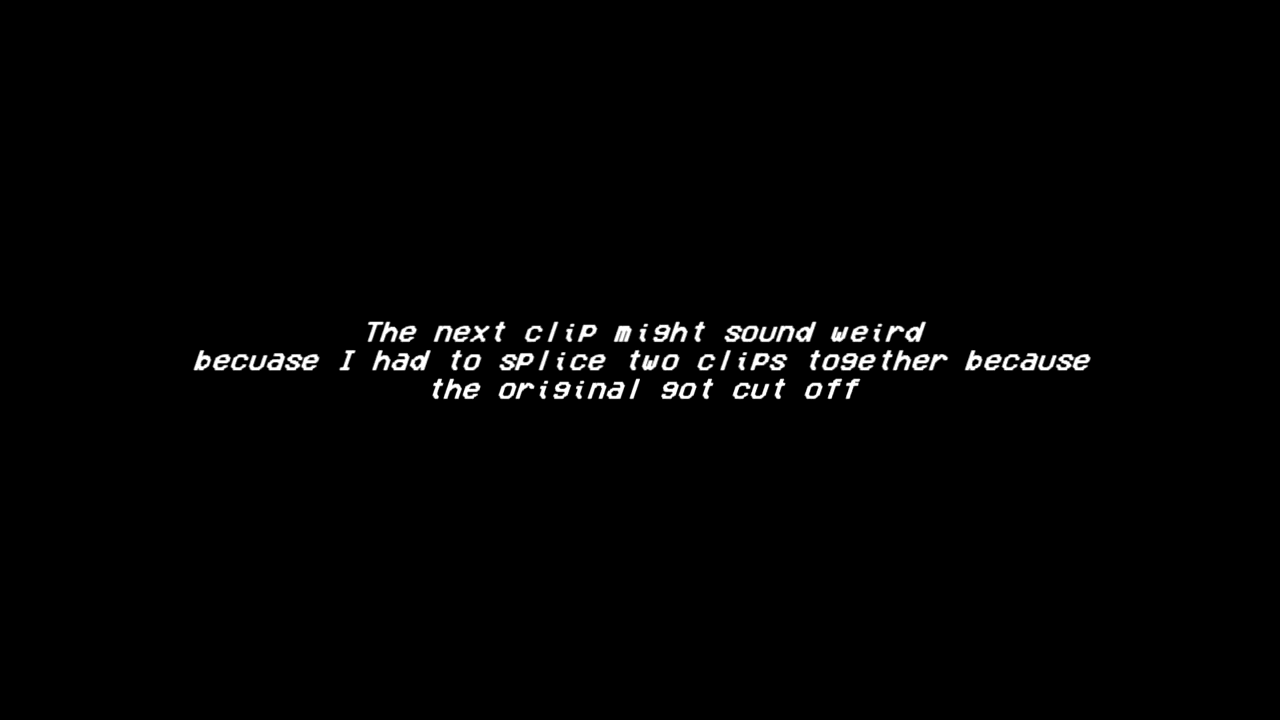 The next clip might sound weird
becuase I had to splice two clips together because
the original got cut off